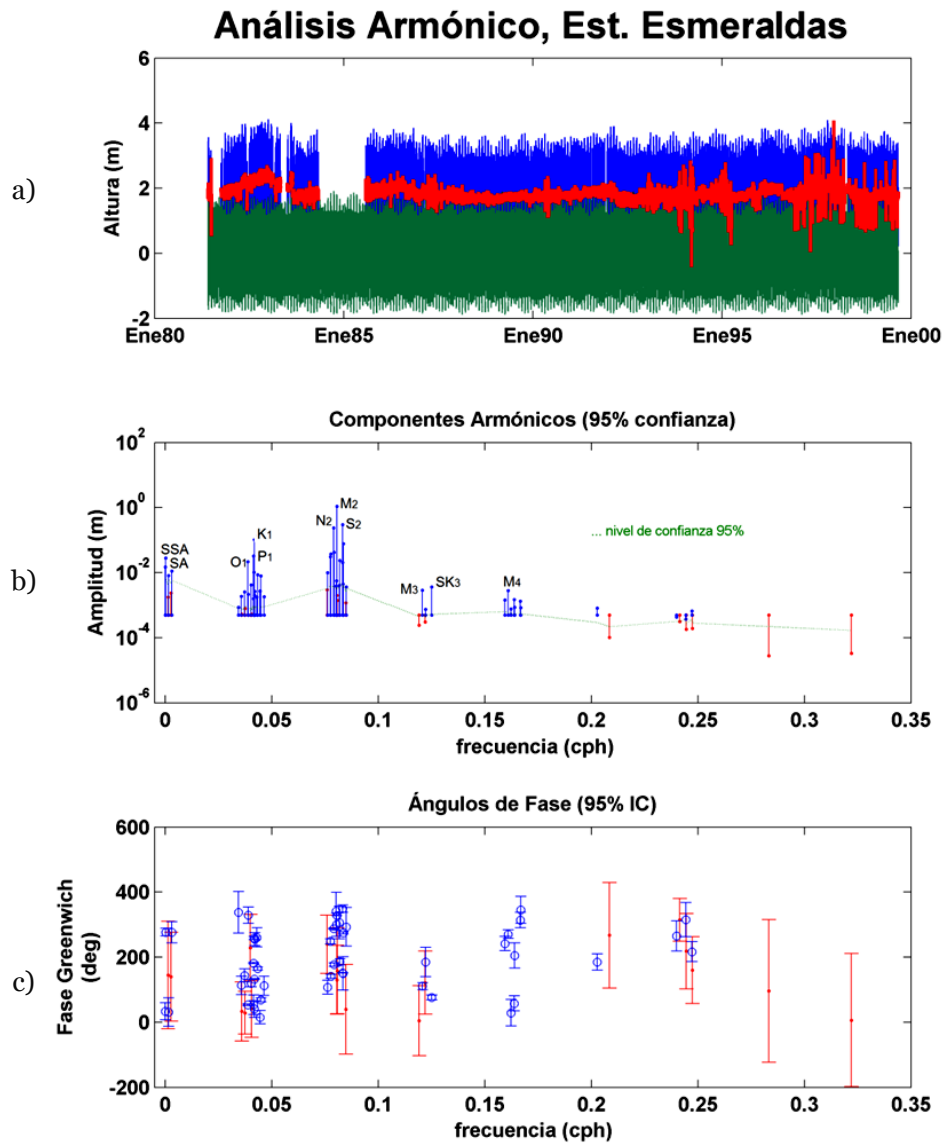 Análisis Armónico, Est. Esmeraldas
a)
Altura (m)
6
4
2
0
-2
Ene80 Ene85 Ene90 Ene95 Ene00
Componentes Armónicos (95% confianza)
b)
Amplitud (m)
10^2
10^0
10^-2
10^-4
10^-6
SSA
SA
O1
K1
P1
N2
M2
S2
M3
SK3
M4
... nivel de confianza 95%
0 0.05 0.1 0.15 0.2 0.25 0.3 0.35
frecuencia (cph)
Ángulos de Fase (95% IC)
c)
Fase Greenwich
(deg)
600
400
200
0
-200
0 0.05 0.1 0.15 0.2 0.25 0.3 0.35
frecuencia (cph)